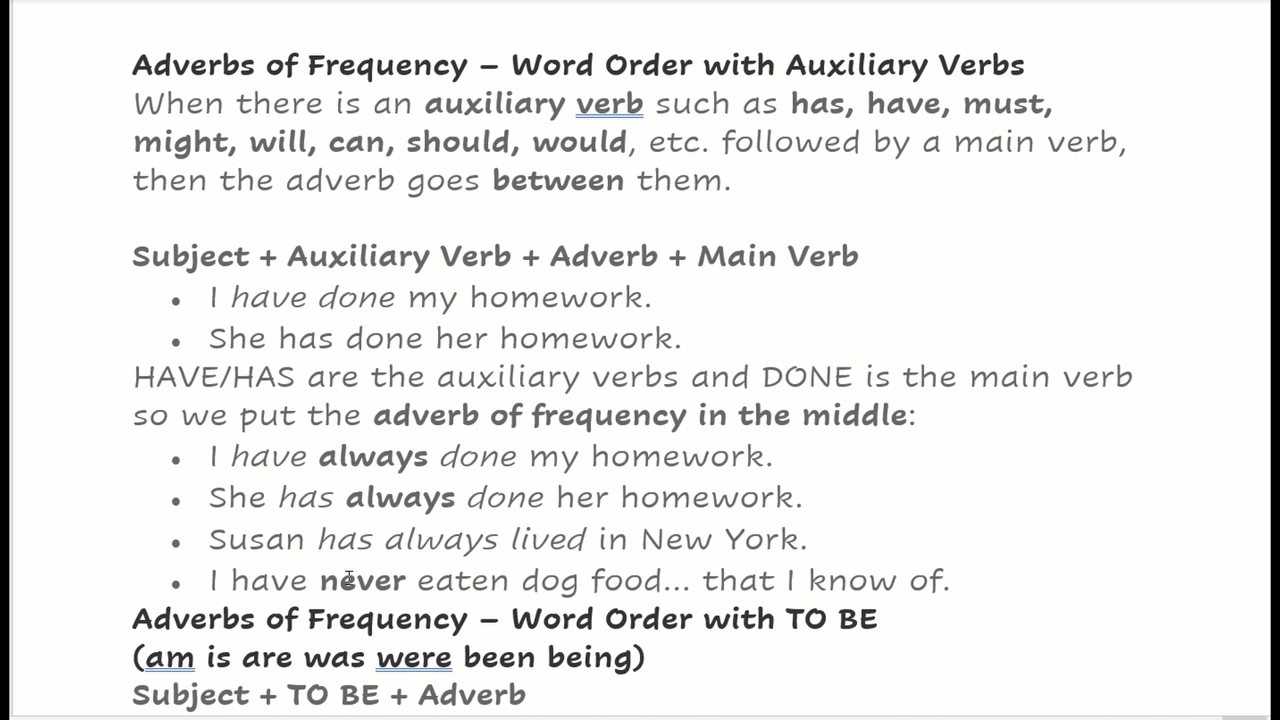 Adverbs of Frequency – Word Order with Auxiliary Verbs
When there is an auxiliary verb such as has, have, must,
might, will, can, should, would, etc. followed by a main verb,
then the adverb goes between them.
Subject + Auxiliary Verb + Adverb + Main Verb
• I have done my homework.
• She has done her homework.
HAVE/HAS are the auxiliary verbs and DONE is the main verb
so we put the adverb of frequency in the middle:
• I have always done my homework.
• She has always done her homework.
• Susan has always lived in New York.
• I have never eaten dog food... that I know of.
Adverbs of Frequency – Word Order with TO BE
(am is are was were been being)
Subject + TO BE + Adverb